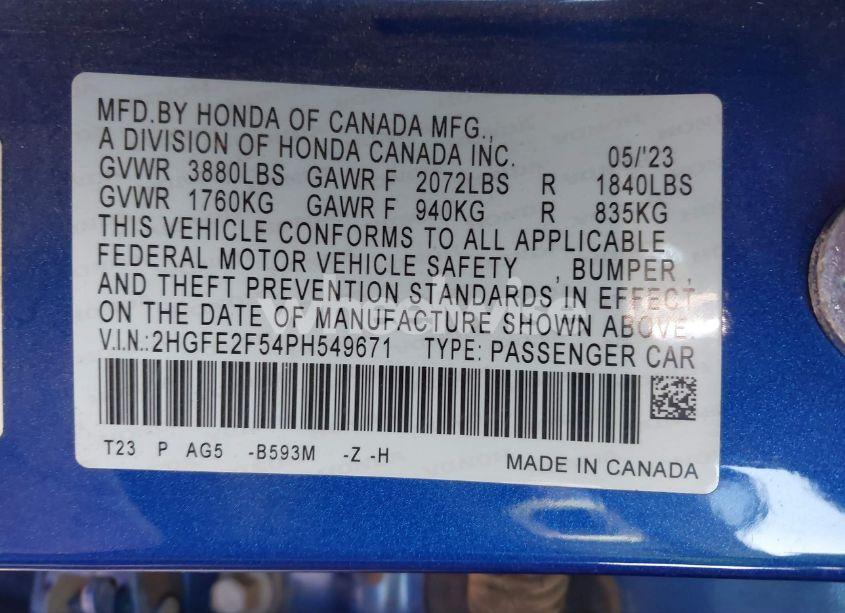 MFD.BY HONDA OF CANADA MFG.,
A DIVISION OF HONDA CANADA INC. 05/'23
GVWR 3880LBS GAWR F 2072LBS R 1840LBS
GVWR 1760KG GAWR F 940KG R 835KG
THIS VEHICLE CONFORMS TO ALL APPLICABLE
FEDERAL MOTOR VEHICLE SAFETY , BUMPER ,
AND THEFT PREVENTION STANDARDS IN EFFECT
ON THE DATE OF MANUFACTURE SHOWN ABOVE.
V.I.N.:2HGFE2F54PH549671 TYPE: PASSENGER CAR
T23 P AG5 -B593M -Z -H
MADE IN CANADA